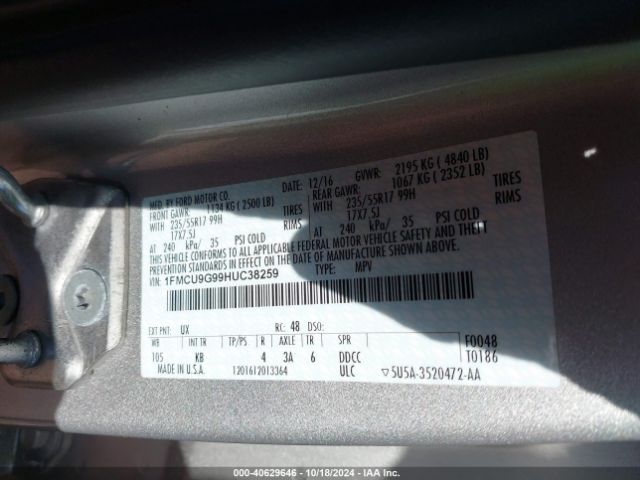 MFD. BY FORD MOTOR CO. DATE: 12/16 GVWR: 2195 KG ( 4840 LB)
FRONT GAWR: 1134 KG ( 2500 LB) REAR GAWR: 1067 KG ( 2352 LB)
WITH 235/55R17 99H TIRES WITH 235/55R17 99H TIRES
17X7.5J RIMS 17X7.5J RIMS
AT 240 kPa/ 35 PSI COLD AT 240 kPa/ 35 PSI COLD
THIS VEHICLE CONFORMS TO ALL APPLICABLE FEDERAL MOTOR VEHICLE SAFETY AND THEFT
PREVENTION STANDARDS IN EFFECT ON THE DATE OF MANUFACTURE SHOWN ABOVE.
1FMCU9G99HUC38259 TYPE: MPV
EXT PNT: UX RC: 48 DSO: F0048
WB INT TR TP/PS R AXLE TR SPR T0186
105 KB 4 3A 6 DDCC
MADE IN U.S.A. 1201612013364 ULC ▽5U5A-3520472-AA
000-40629646 | 10/18/2024 | IAA Inc.